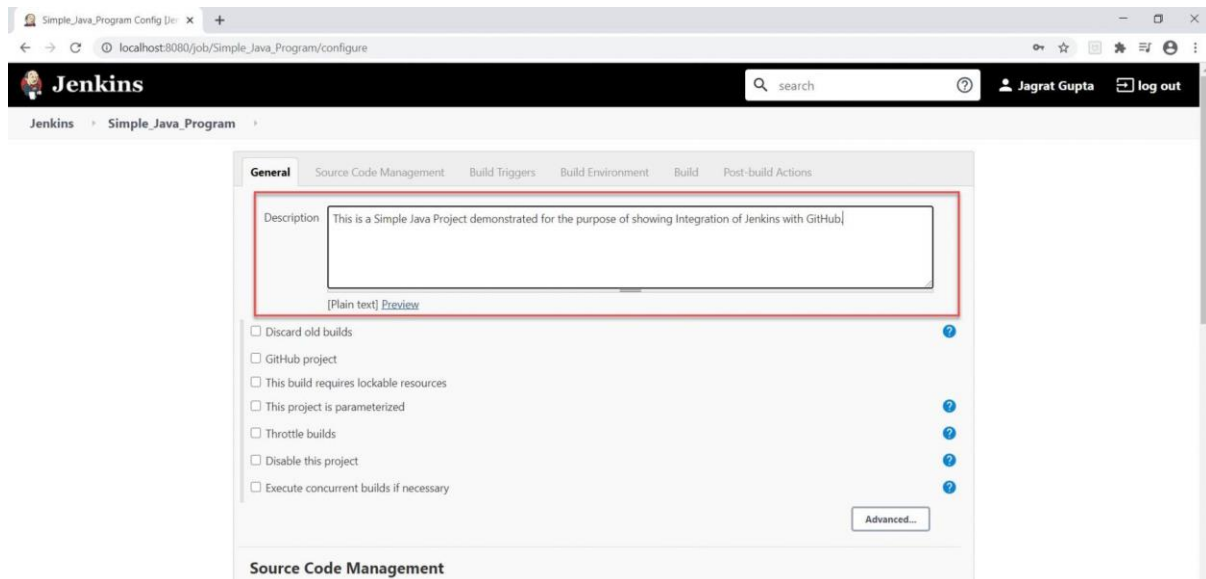 Simple_Java_Program Config [Jen
localhost:8080/job/Simple_Java_Program/configure
Jenkins
search
Jagrat Gupta
log out
Jenkins
Simple_Java_Program
General
Source Code Management
Build Triggers
Build Environment
Build
Post-build Actions
Description
This is a Simple Java Project demonstrated for the purpose of showing Integration of Jenkins with GitHub.
[Plain text] Preview
Discard old builds
GitHub project
This build requires lockable resources
This project is parameterized
Throttle builds
Disable this project
Execute concurrent builds if necessary
Advanced...
Source Code Management